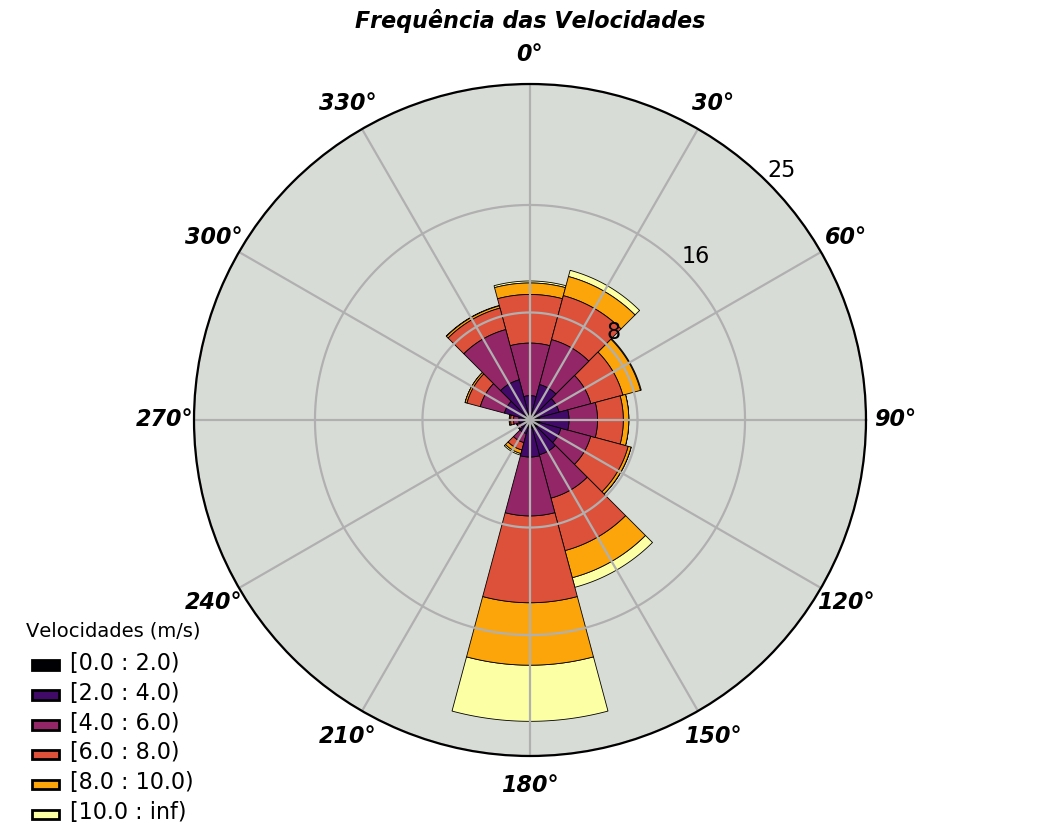 Frequência das Velocidades
0°
330°
30°
25
300°
60°
16
8
270°
90°
240°
120°
210°
150°
180°
Velocidades (m/s)
[0.0 : 2.0)
[2.0 : 4.0)
[4.0 : 6.0)
[6.0 : 8.0)
[8.0 : 10.0)
[10.0 : inf)